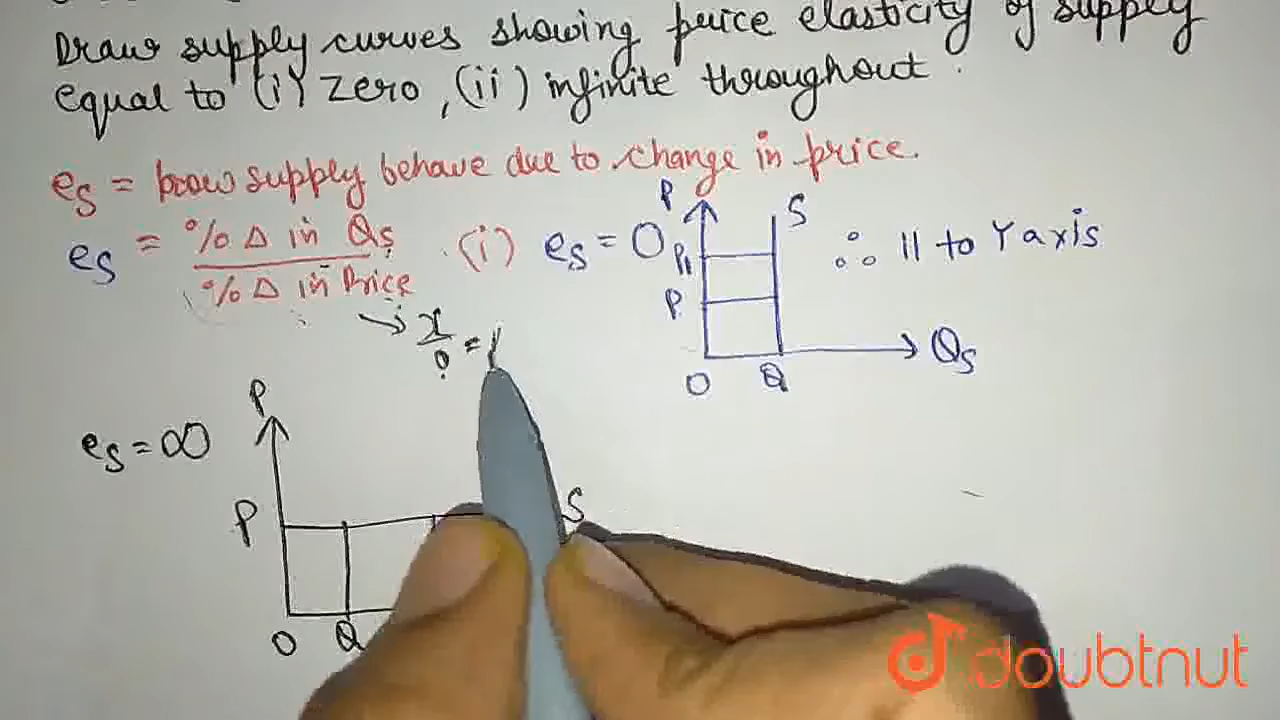 Draw supply curves showing price elasticity of supply
equal to (i) Zero, (ii) infinite throughout.
es = how supply behave due to change in price.
es = % Δ in Qs
% Δ in Price
(i) es = 0
P
P1
P
O
Q
S
Qs
∴ || to Y axis
→ x
0 =
es = ∞
P
P
O
Q
S
doubtnut